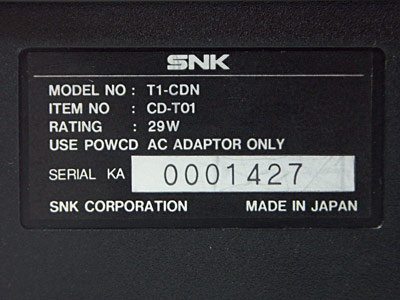 SNK
MODEL NO : T1-CDN
ITEM NO : CD-T01
RATING : 29W
USE POWCD AC ADAPTOR ONLY
SERIAL KA 0001427
SNK CORPORATION MADE IN JAPAN